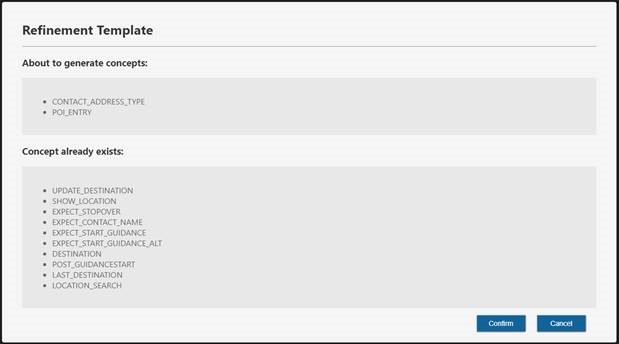 Refinement Template
About to generate concepts:
• CONTACT_ADDRESS_TYPE
• POI_ENTRY
Concept already exists:
• UPDATE_DESTINATION
• SHOW_LOCATION
• EXPECT_STOPOVER
• EXPECT_CONTACT_NAME
• EXPECT_START_GUIDANCE
• EXPECT_START_GUIDANCE_ALT
• DESTINATION
• POST_GUIDANCESTART
• LAST_DESTINATION
• LOCATION_SEARCH
Confirm Cancel